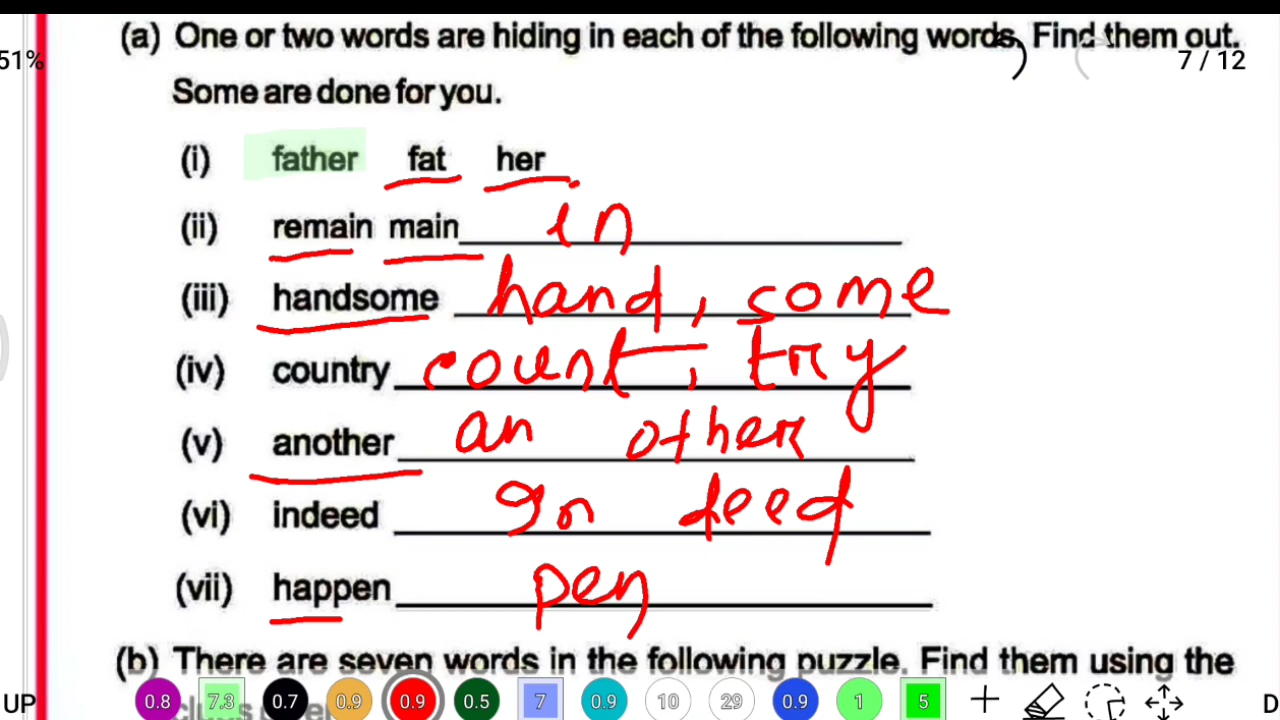 (a) One or two words are hiding in each of the following words. Find them out.
51%
7 / 12
Some are done for you.
(i) father fat her
(ii) remain main in
(iii) handsome hand, some
(iv) country count, try
(v) another an other
(vi) indeed In deed
(vii) happen pen
(b) There are seven words in the following puzzle. Find them using the
UP 0.8 7.3 0.7 0.9 0.9 0.5 7 0.9 10 29 0.9 1 5 D